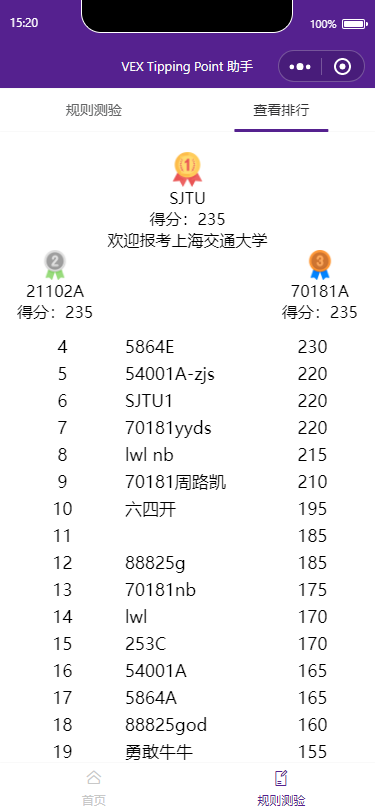 15:20
100%
VEX Tipping Point 助手
规则测验 查看排行
1
SJTU
得分：235
欢迎报考上海交通大学
2 3
21102A 70181A
得分：235 得分：235
4 5864E 230
5 54001A-zjs 220
6 SJTU1 220
7 70181yyds 220
8 lwl nb 215
9 70181周路凯 210
10 六四开 195
11 185
12 88825g 185
13 70181nb 175
14 lwl 170
15 253C 170
16 54001A 165
17 5864A 165
18 88825god 160
19 勇敢牛牛 155
首页 规则测验